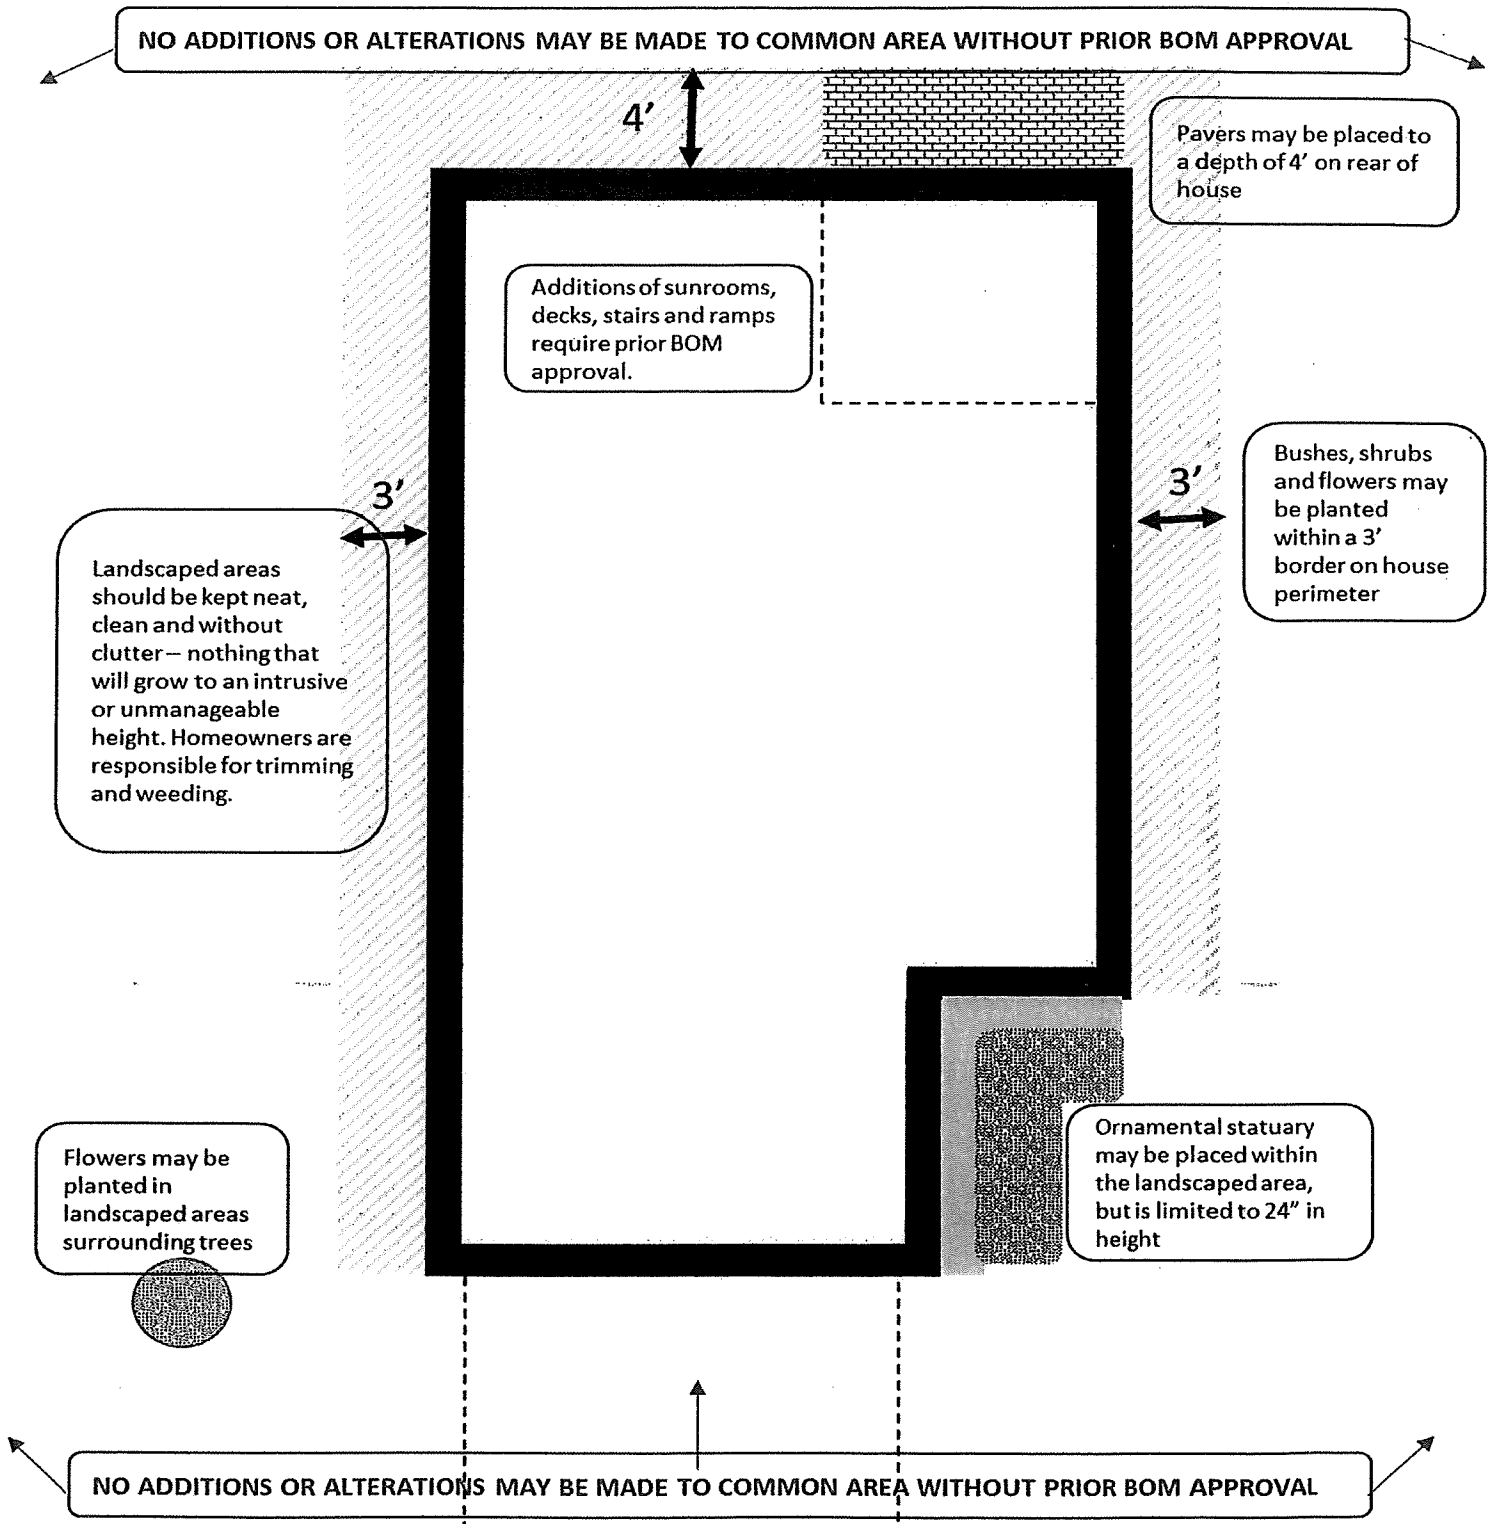 NO ADDITIONS OR ALTERATIONS MAY BE MADE TO COMMON AREA WITHOUT PRIOR BOM APPROVAL
4'
Pavers may be placed to
a depth of 4' on rear of
house
Additions of sunrooms,
decks, stairs and ramps
require prior BOM
approval.
3'
3'
Bushes, shrubs
and flowers may
be planted
within a 3'
border on house
perimeter
Landscaped areas
should be kept neat,
clean and without
clutter – nothing that
will grow to an intrusive
or unmanageable
height. Homeowners are
responsible for trimming
and weeding.
Flowers may be
planted in
landscaped areas
surrounding trees
Ornamental statuary
may be placed within
the landscaped area,
but is limited to 24" in
height
NO ADDITIONS OR ALTERATIONS MAY BE MADE TO COMMON AREA WITHOUT PRIOR BOM APPROVAL